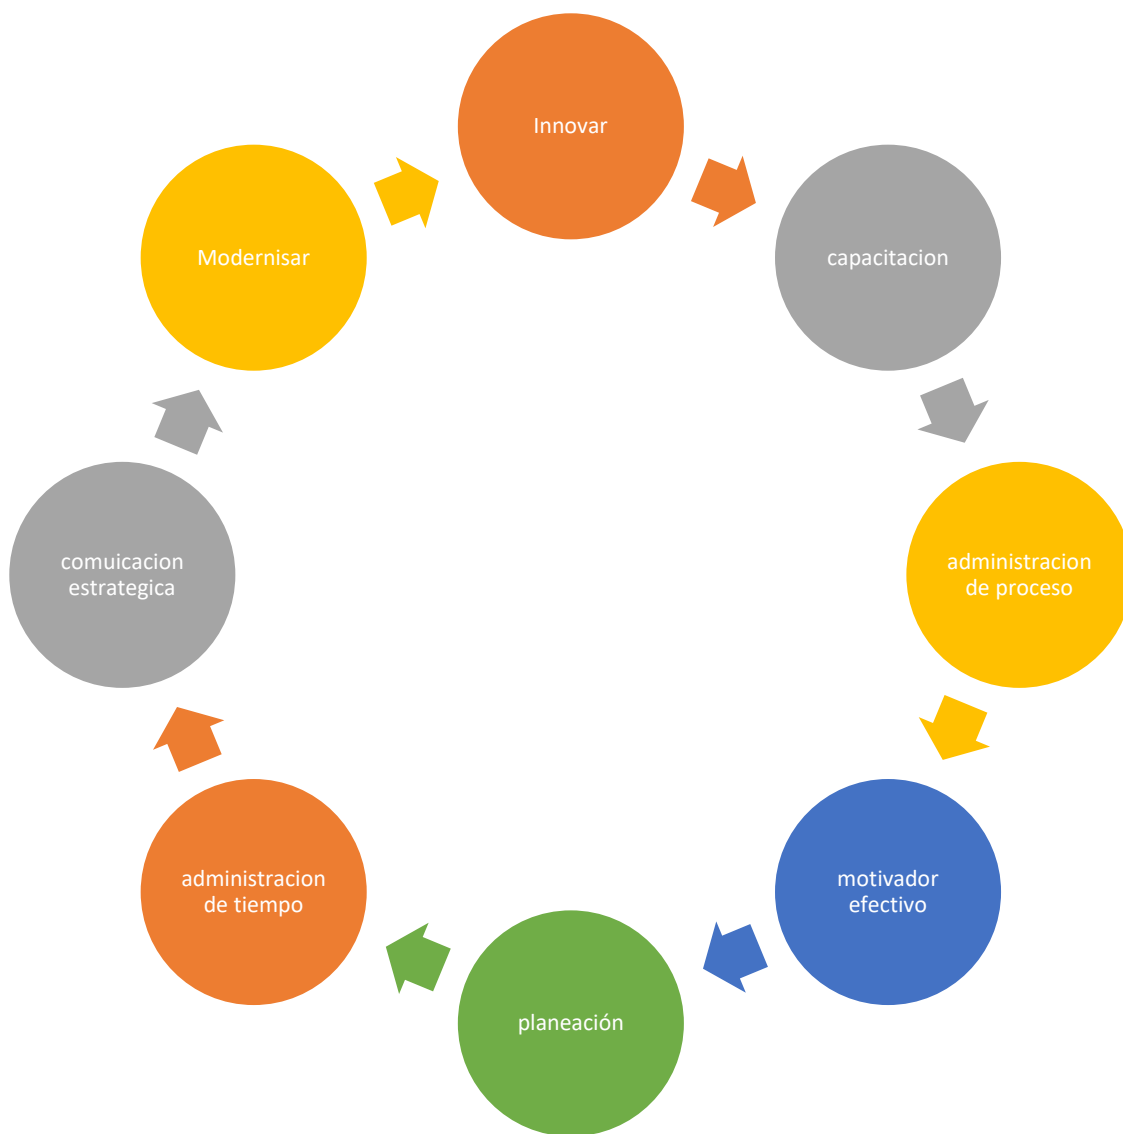 Innovar
capacitacion
administracion
de proceso
motivador
efectivo
planeación
administracion
de tiempo
comuicacion
estrategica
Modernisar